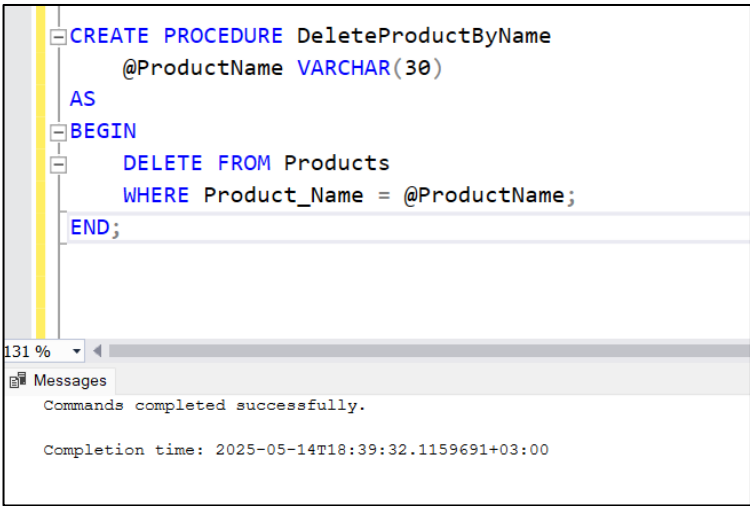 CREATE PROCEDURE DeleteProductByName
@ProductName VARCHAR(30)
AS
BEGIN
DELETE FROM Products
WHERE Product_Name = @ProductName;
END;
131 %
Messages
Commands completed successfully.
Completion time: 2025-05-14T18:39:32.1159691+03:00